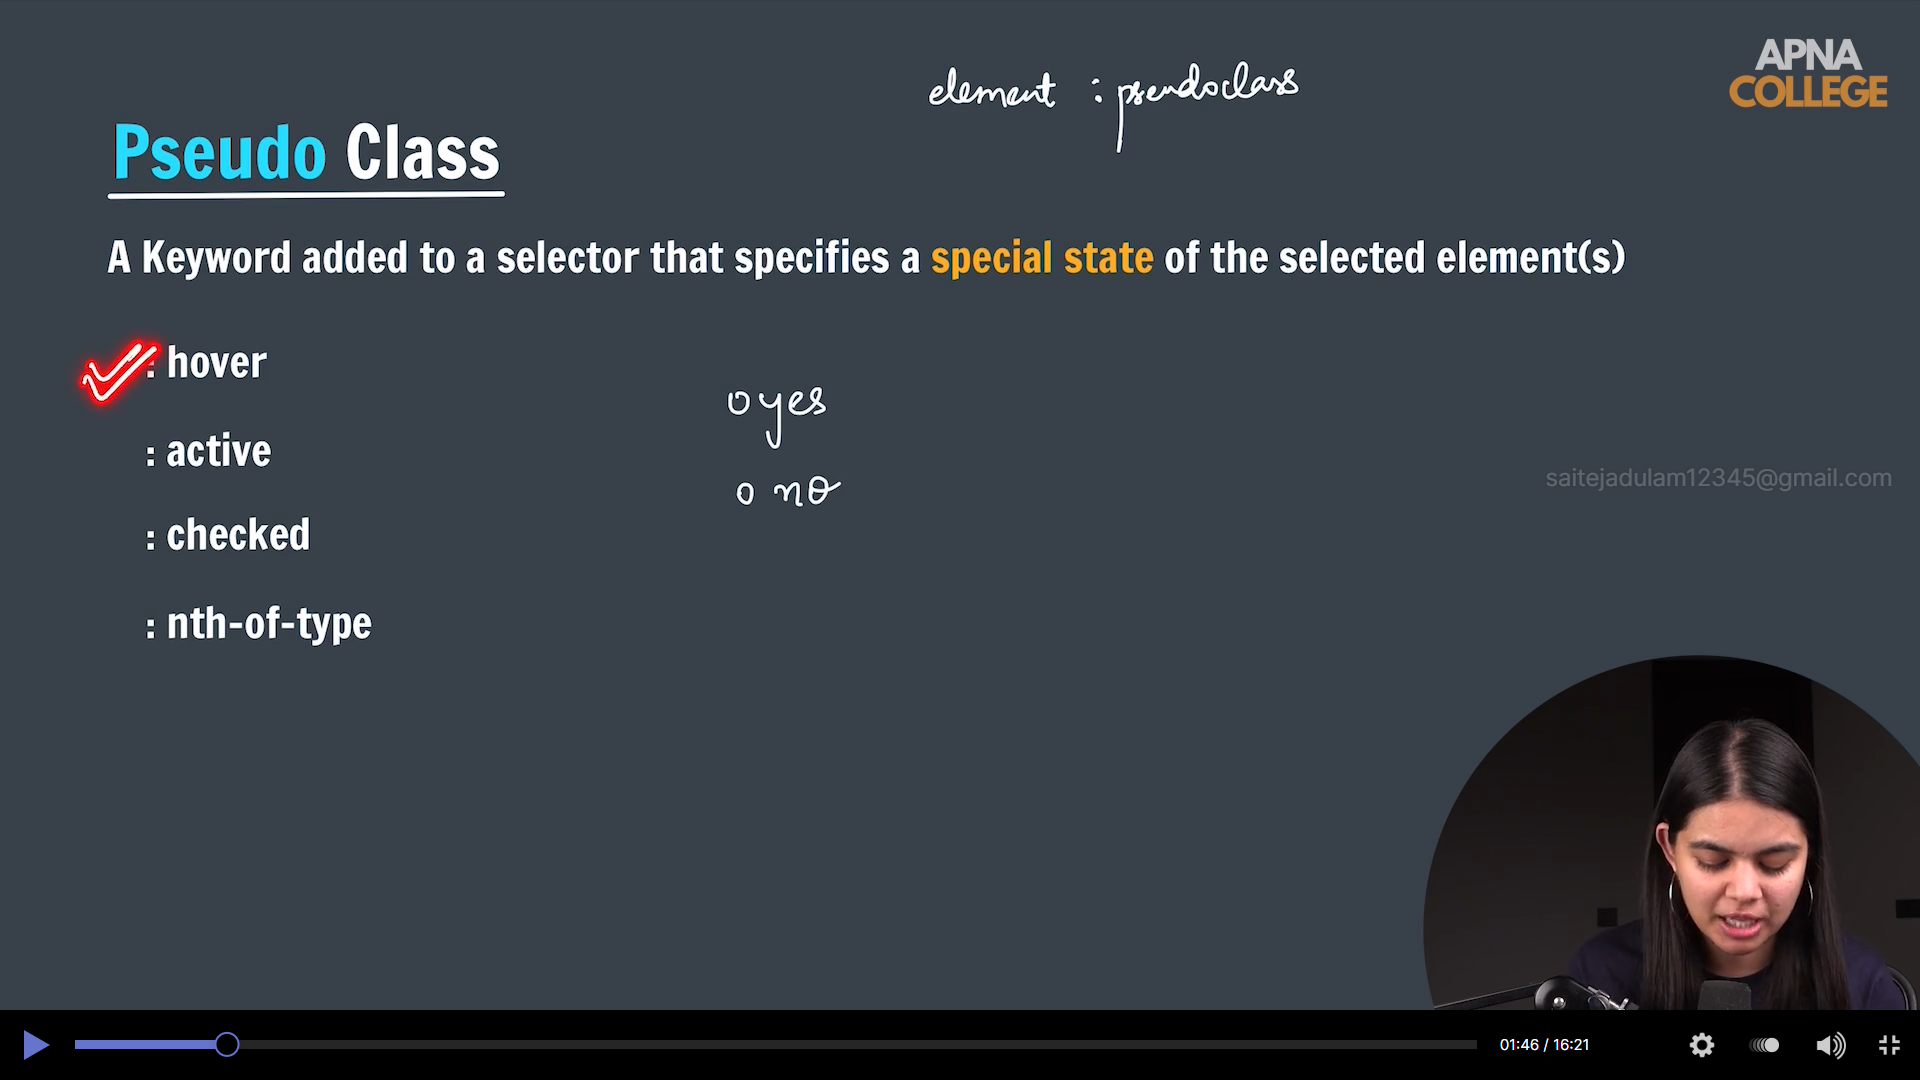 element : pseudoclass
APNA
COLLEGE
Pseudo Class
A Keyword added to a selector that specifies a special state of the selected element(s)
: hover
o yes
: active
saitejadulam12345@gmail.com
o no
: checked
: nth-of-type
01:46 / 16:21